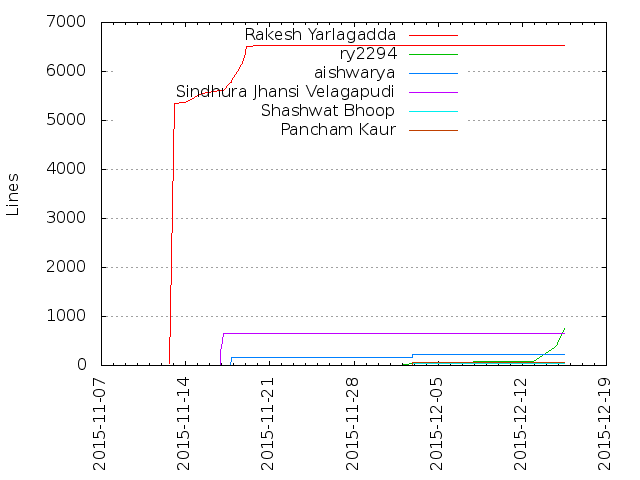 7000
6000
5000
4000
3000
2000
1000
0
Lines
Rakesh Yarlagadda
ry2294
aishwarya
Sindhura Jhansi Velagapudi
Shashwat Bhoop
Pancham Kaur
2015-11-07
2015-11-14
2015-11-21
2015-11-28
2015-12-05
2015-12-12
2015-12-19